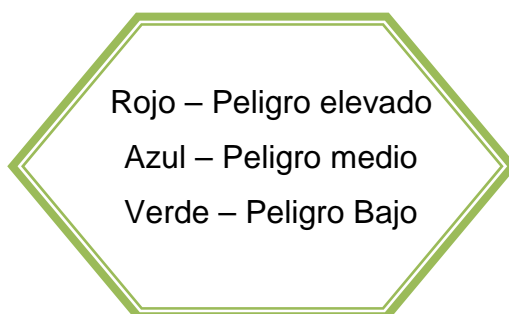 Rojo – Peligro elevado
Azul – Peligro medio
Verde – Peligro Bajo